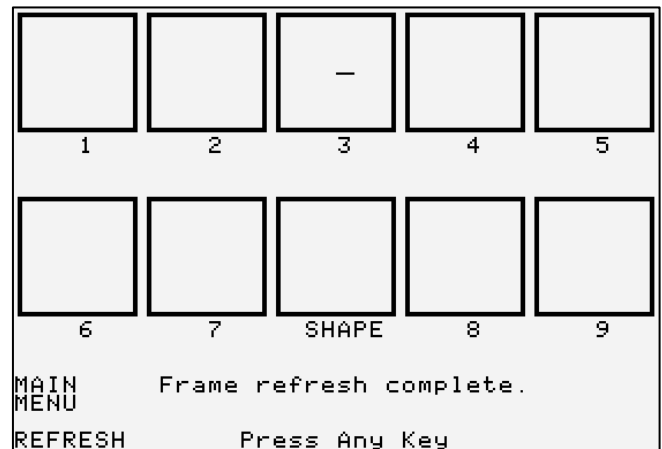 1 2 3 4 5
6 7 SHAPE 8 9
MAIN Frame refresh complete.
MENU
REFRESH Press Any Key